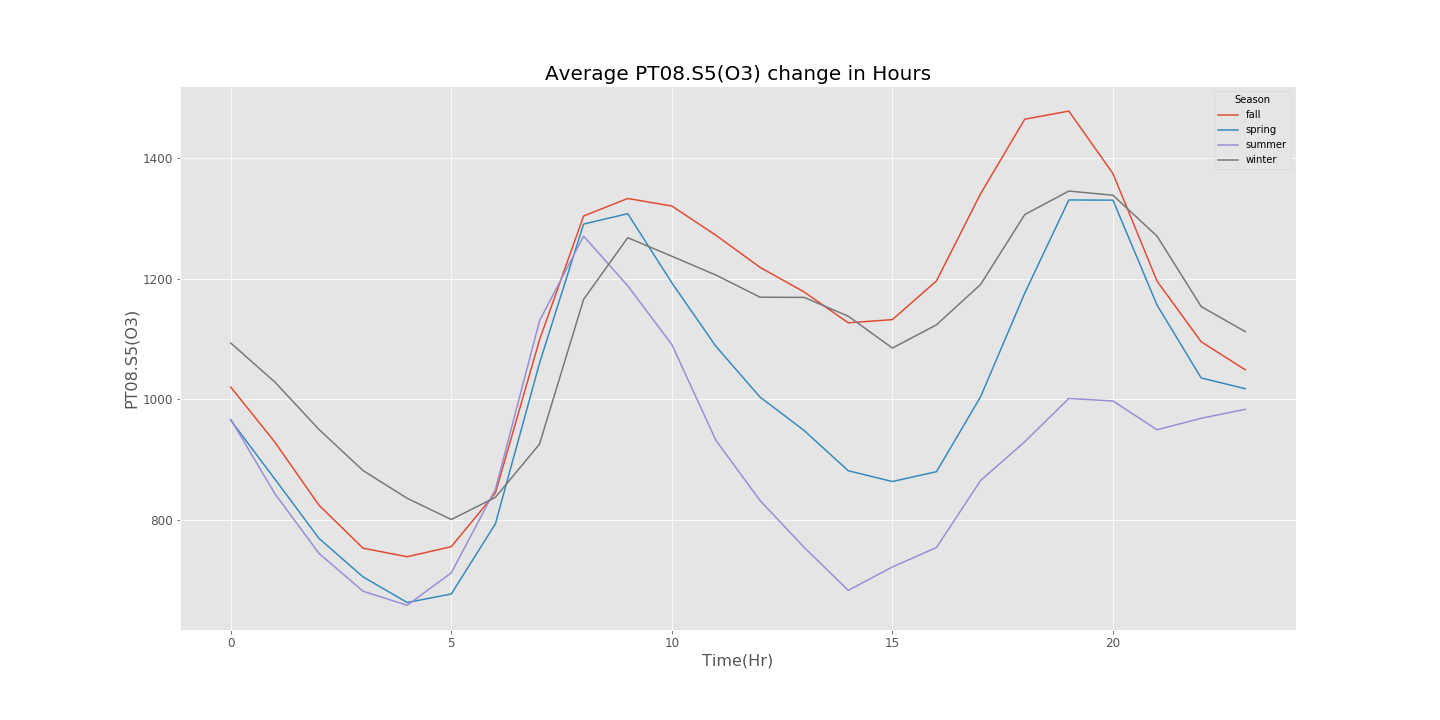 Average PT08.S5(O3) change in Hours
Season
fall
spring
summer
winter
PT08.S5(O3)
1400
1200
1000
800
0 5 10 15 20
Time(Hr)